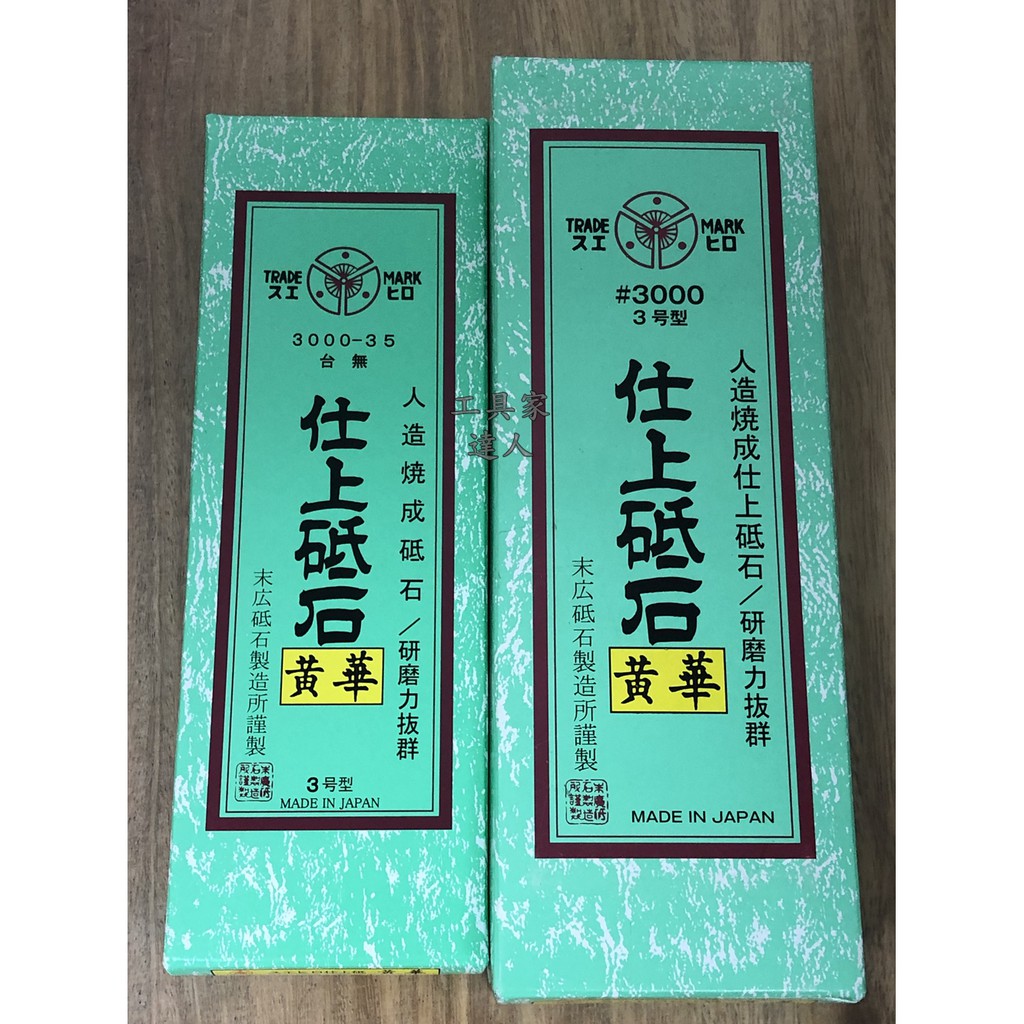 TRADE MARK
スエ ヒロ
3000-35
台無
人造焼成砥石/研磨力抜群
仕上砥石
黄華
末広砥石製造所謹製
3号型
MADE IN JAPAN
TRADE MARK
スエ ヒロ
#3000
3号型
人造焼成仕上砥石/研磨力抜群
仕上砥石
黄華
末広砥石製造所謹製
MADE IN JAPAN
工具家
達人
黄華